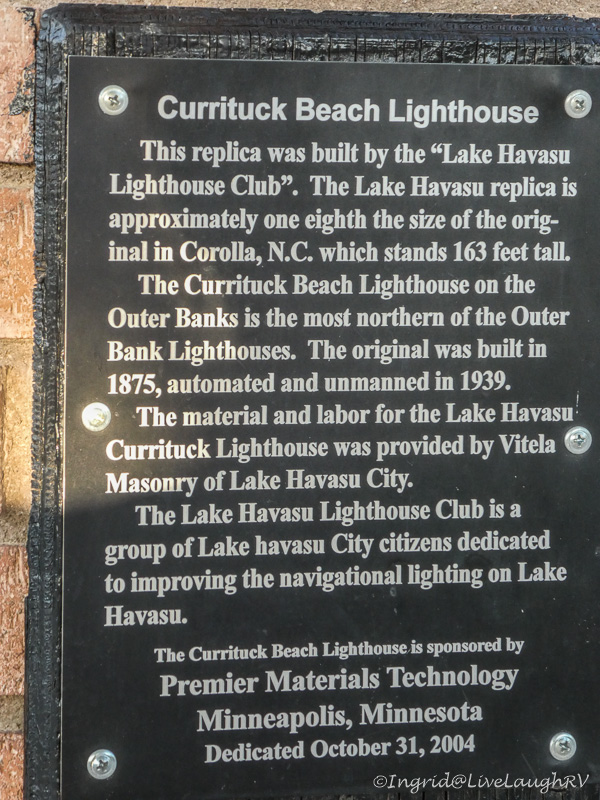 Currituck Beach Lighthouse
This replica was built by the “Lake Havasu
Lighthouse Club”. The Lake Havasu replica is
approximately one eighth the size of the orig-
inal in Corolla, N.C. which stands 163 feet tall.
The Currituck Beach Lighthouse on the
Outer Banks is the most northern of the Outer
Bank Lighthouses. The original was built in
1875, automated and unmanned in 1939.
The material and labor for the Lake Havasu
Currituck Lighthouse was provided by Vitela
Masonry of Lake Havasu City.
The Lake Havasu Lighthouse Club is a
group of Lake havasu City citizens dedicated
to improving the navigational lighting on Lake
Havasu.
The Currituck Beach Lighthouse is sponsored by
Premier Materials Technology
Minneapolis, Minnesota
Dedicated October 31, 2004
©Ingrid@LiveLaughRV